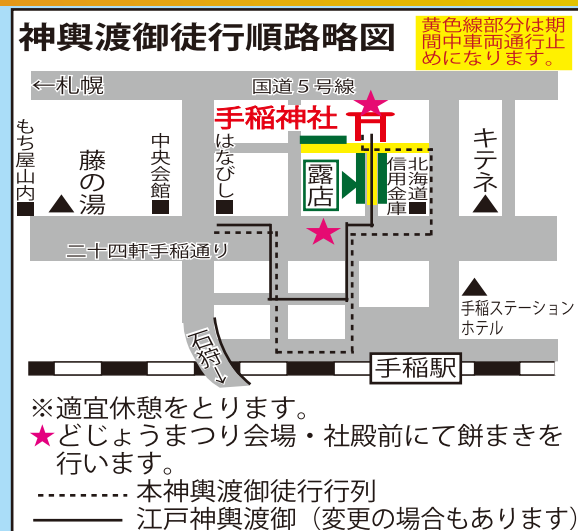 神輿渡御徒行順路略図
黄色線部分は期
間中車両通行止
めになります。
←札幌
国道５号線
手稲神社
もち屋山内
藤の湯
中央会館
はなびし
露店
北海道
信用金庫
キテネ
二十四軒手稲通り
手稲ステーション
ホテル
石狩→
手稲駅
※適宜休憩をとります。
★どじょうまつり会場・社殿前にて餅まきを
行います。
本神輿渡御徒行行列
江戸神輿渡御（変更の場合もあります）